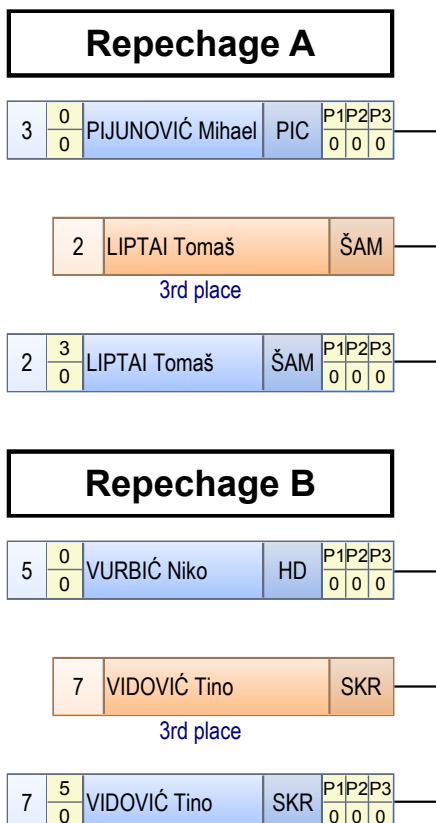 Repechage A
3 0 0 PIJUNOVIĆ Mihael PIC P1 P2 P3 0 0 0
2 LIPTAI Tomaš ŠAM
3rd place
2 3 0 LIPTAI Tomaš ŠAM P1 P2 P3 0 0 0
Repechage B
5 0 0 VURBIĆ Niko HD P1 P2 P3 0 0 0
7 VIDOVIĆ Tino SKR
3rd place
7 5 0 VIDOVIĆ Tino SKR P1 P2 P3 0 0 0